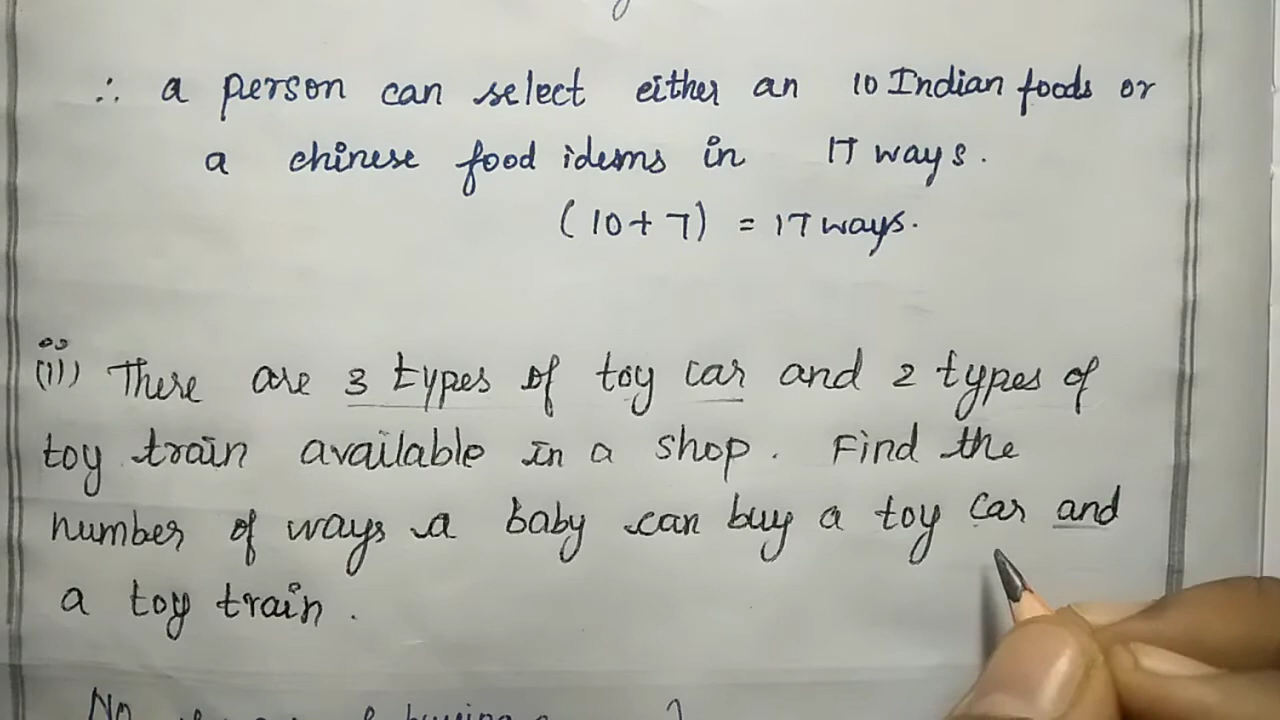 ∴ a person can select either an 10 Indian foods or
a chinese food idems in 17 ways.
(10+7) = 17 ways.
(ii) There are 3 types of toy car and 2 types of
toy train available in a shop. Find the
number of ways a baby can buy a toy car and
a toy train.
No